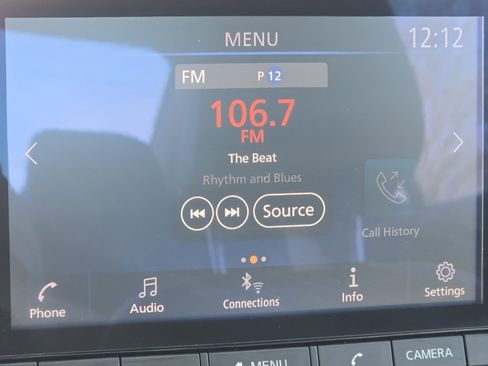 MENU 12:12
FM P 12
106.7
FM
The Beat
Rhythm and Blues
Source
Call History
Phone Audio Connections Info Settings
MENU CAMERA